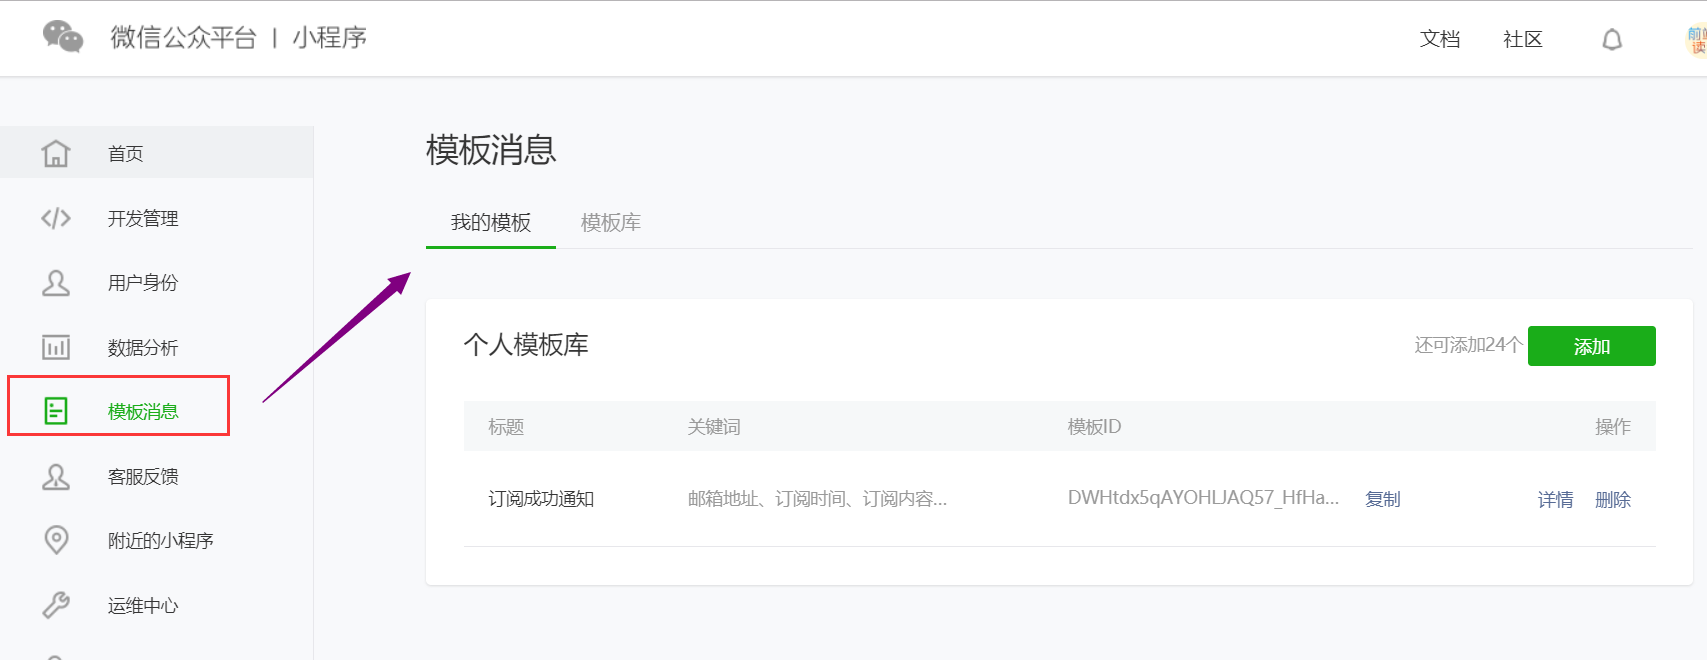 微信公众平台 | 小程序
文档 社区
前端
读
首页
开发管理
用户身份
数据分析
模板消息
客服反馈
附近的小程序
运维中心
模板消息
我的模板 模板库
个人模板库 还可添加24个 添加
标题 关键词 模板ID 操作
订阅成功通知 邮箱地址、订阅时间、订阅内容... DWHtdx5qAYOHLJAQ57_HfHa... 复制 详情 删除